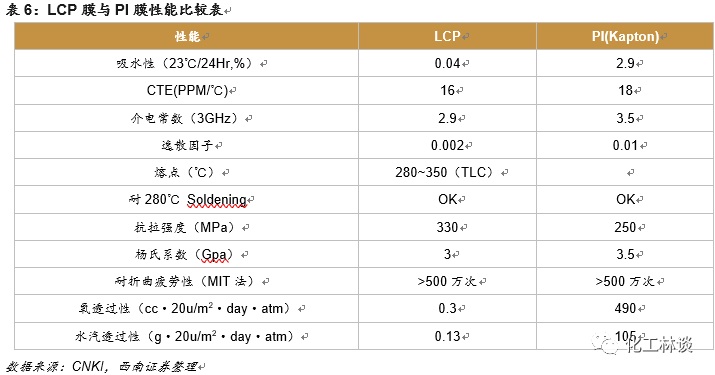 表 6：LCP 膜与 PI 膜性能比较表
性能 LCP PI(Kapton)
吸水性（23℃/24Hr,%） 0.04 2.9
CTE(PPM/℃) 16 18
介电常数（3GHz） 2.9 3.5
逸散因子 0.002 0.01
熔点（℃） 280~350（TLC）
耐 280℃ Soldening OK OK
抗拉强度（MPa） 330 250
杨氏系数（Gpa） 3 3.5
耐折曲疲劳性（MIT 法） >500 万次 >500 万次
氧透过性（cc·20u/m²·day·atm） 0.3 490
水汽透过性（g·20u/m²·day·atm） 0.13 105
数据来源：CNKI，西南证券整理
化工林谈